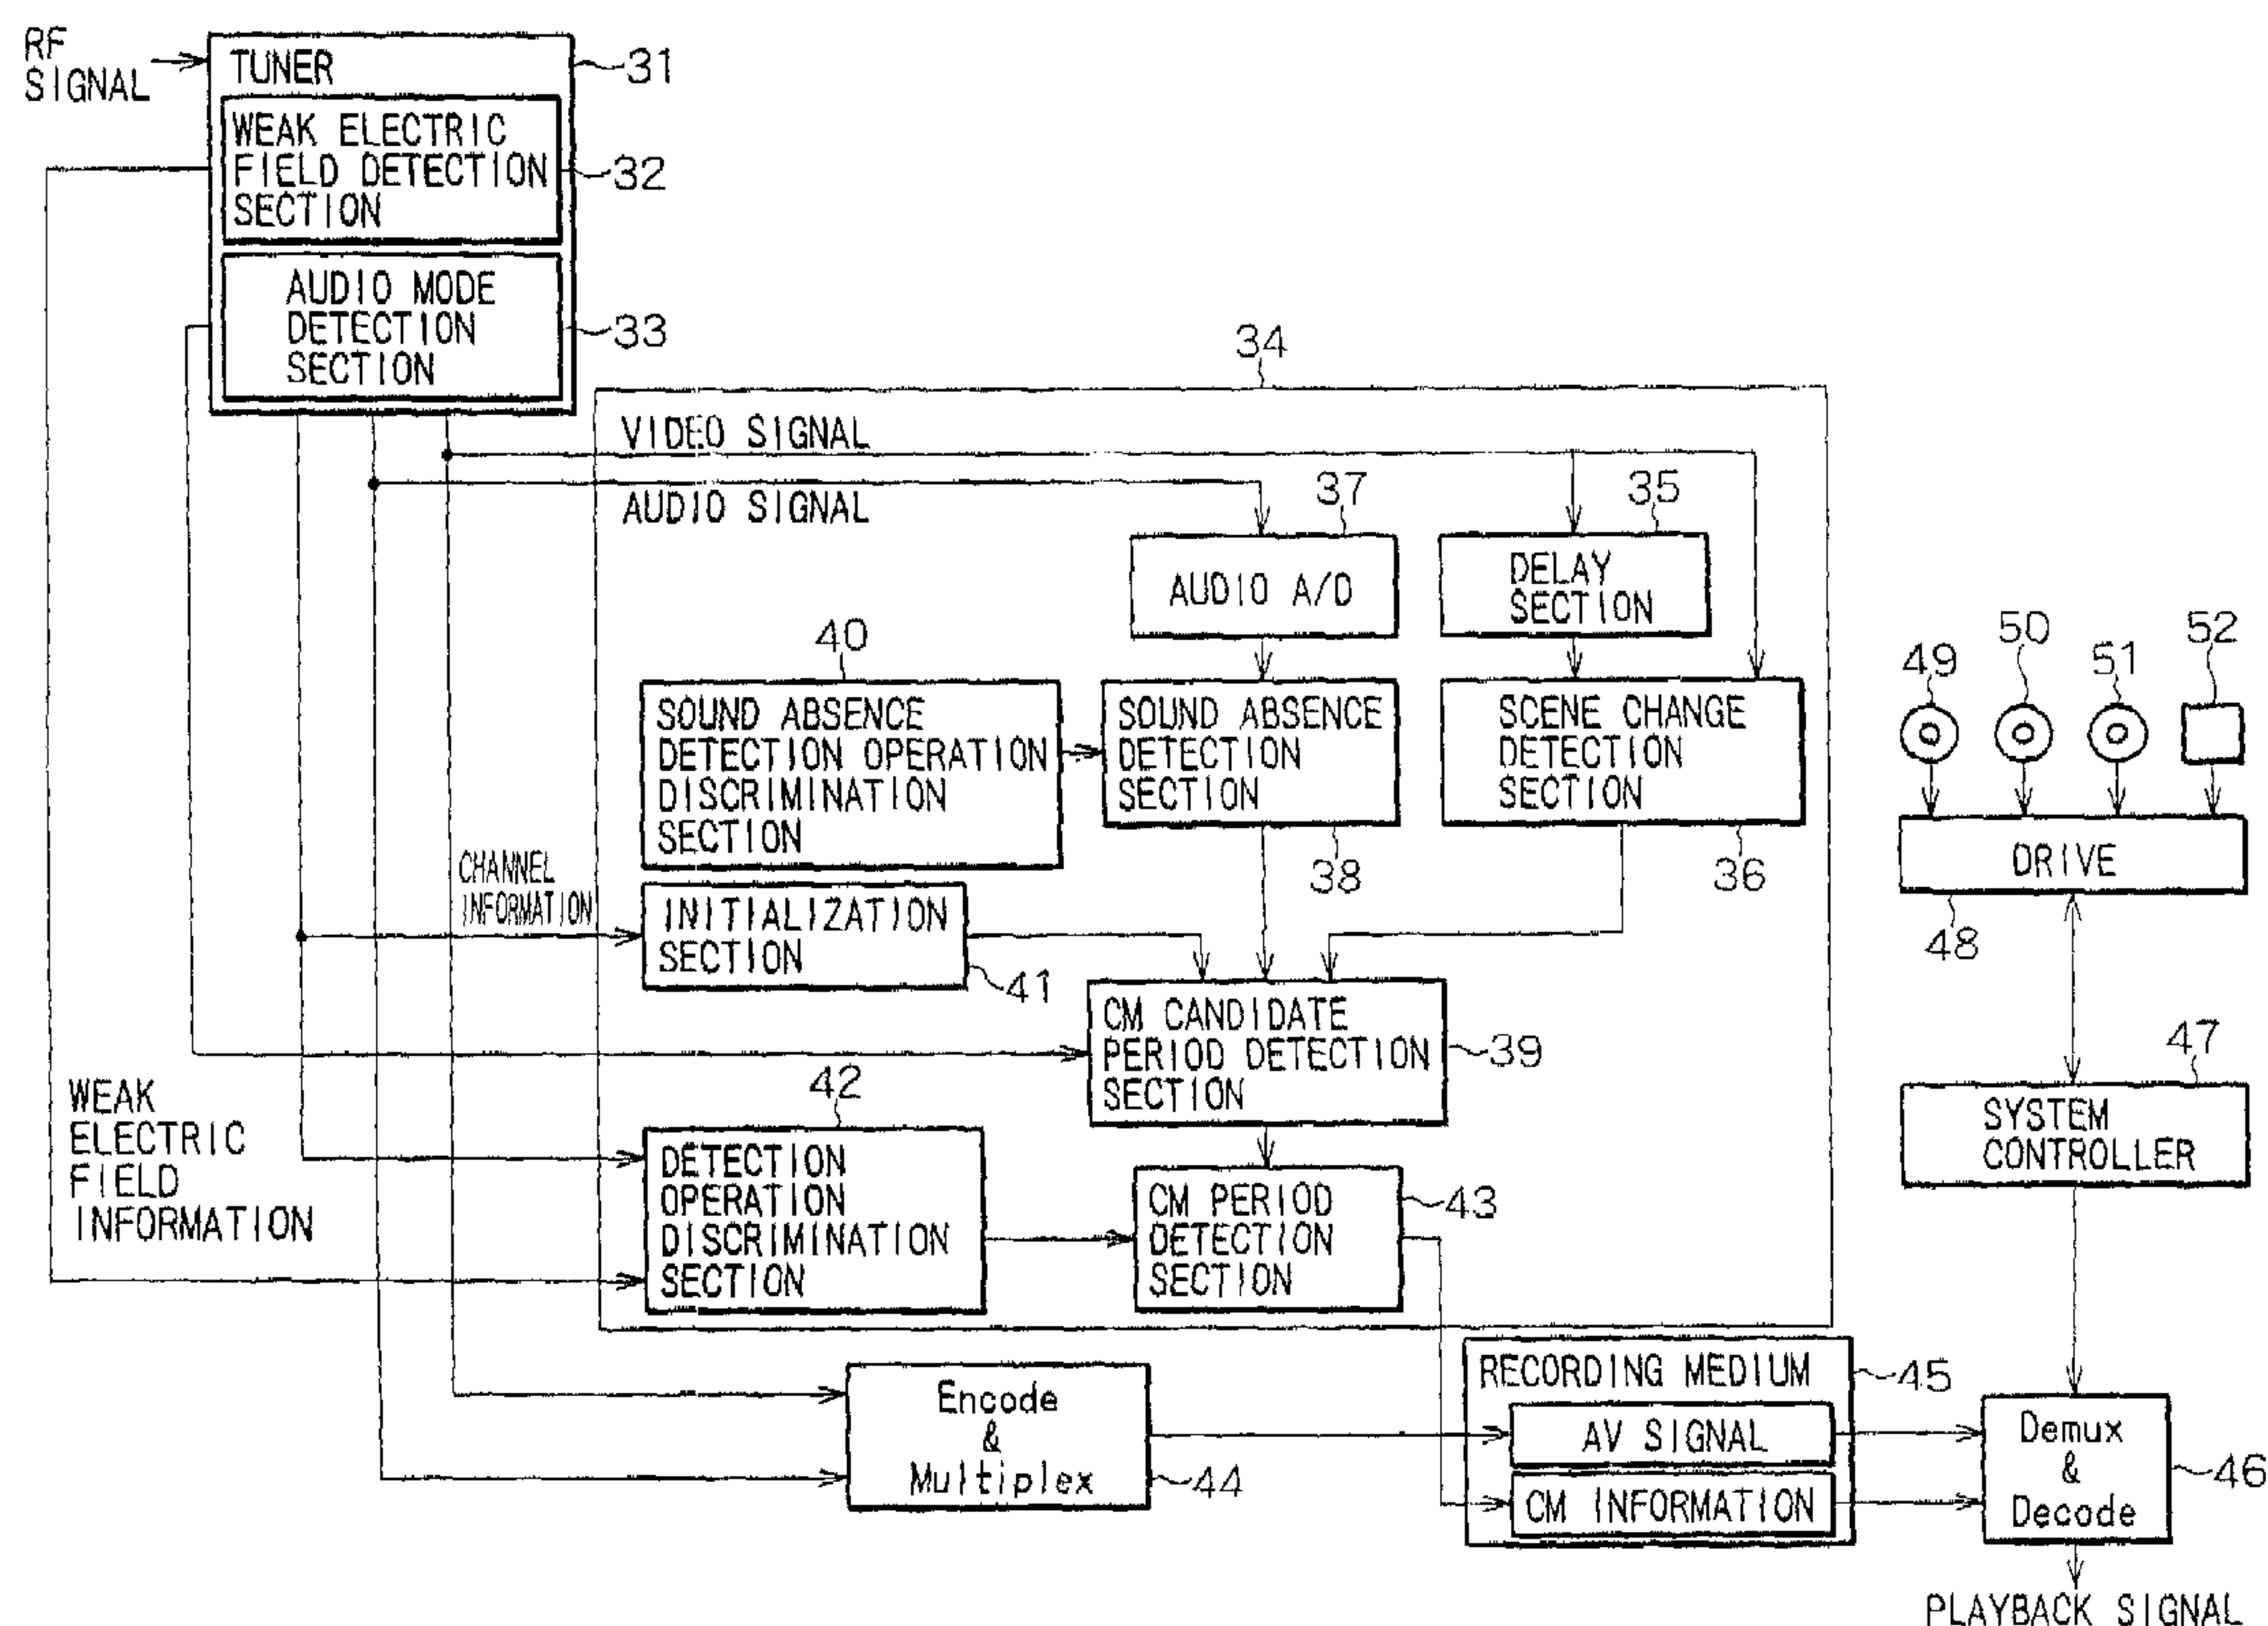 RF
SIGNAL
TUNER
31
WEAK ELECTRIC
FIELD DETECTION
SECTION
32
AUDIO MODE
DETECTION
SECTION
33
34
VIDEO SIGNAL
AUDIO SIGNAL
37
35
AUDIO A/D
DELAY
SECTION
40
SOUND ABSENCE
DETECTION OPERATION
DISCRIMINATION
SECTION
SOUND ABSENCE
DETECTION
SECTION
38
SCENE CHANGE
DETECTION
SECTION
36
49
50
51
52
DRIVE
48
CHANNEL
INFORMATION
INITIALIZATION
SECTION
41
CM CANDIDATE
PERIOD DETECTION
SECTION
39
47
SYSTEM
CONTROLLER
WEAK
ELECTRIC
FIELD
INFORMATION
42
DETECTION
OPERATION
DISCRIMINATION
SECTION
CM PERIOD
DETECTION
SECTION
43
Encode
&
Multiplex
44
RECORDING MEDIUM
45
AV SIGNAL
CM INFORMATION
Demux
&
Decode
46
PLAYBACK SIGNAL